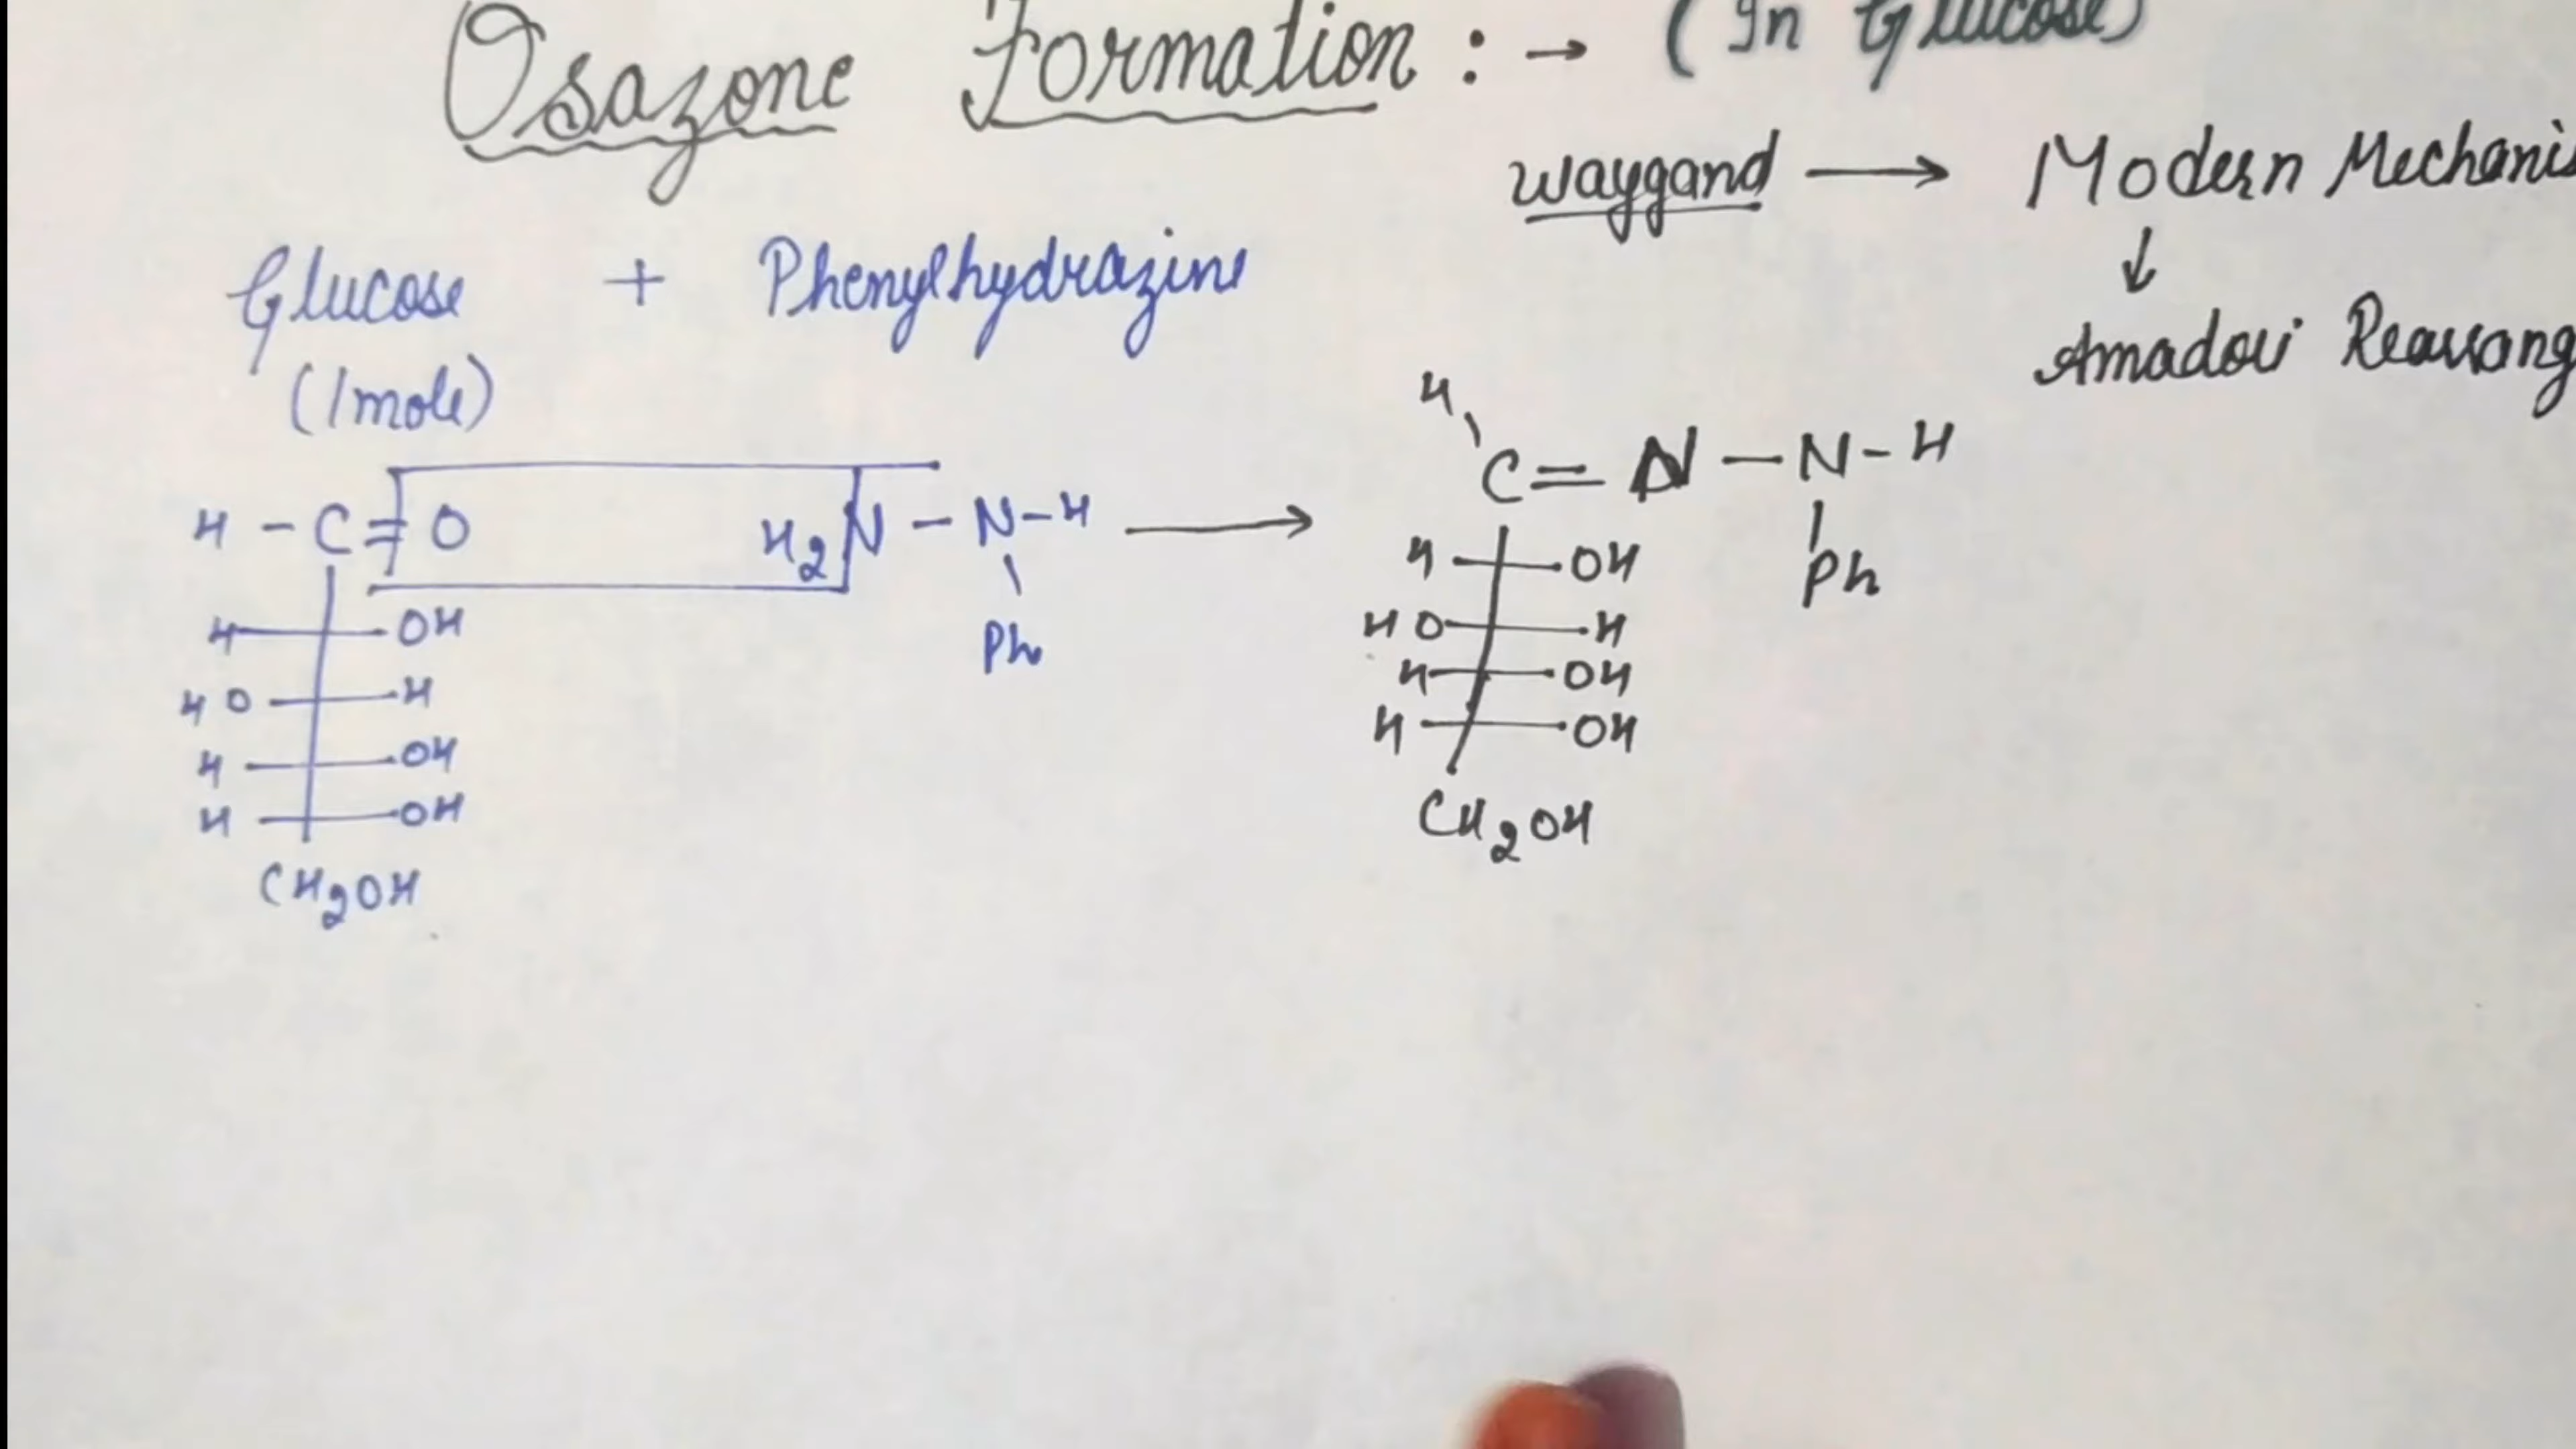 Osazone Formation : → (In Glucose)
waygand → Modern Mechanis
↓
Amadori Rearrang
Glucose + Phenylhydrazine
(1mole)
H - C = O H2N - N - H →
Ph
H OH
HO H
H OH
H OH
CH2OH
H
C = N - N - H
Ph
H OH
HO H
H OH
H OH
CH2OH